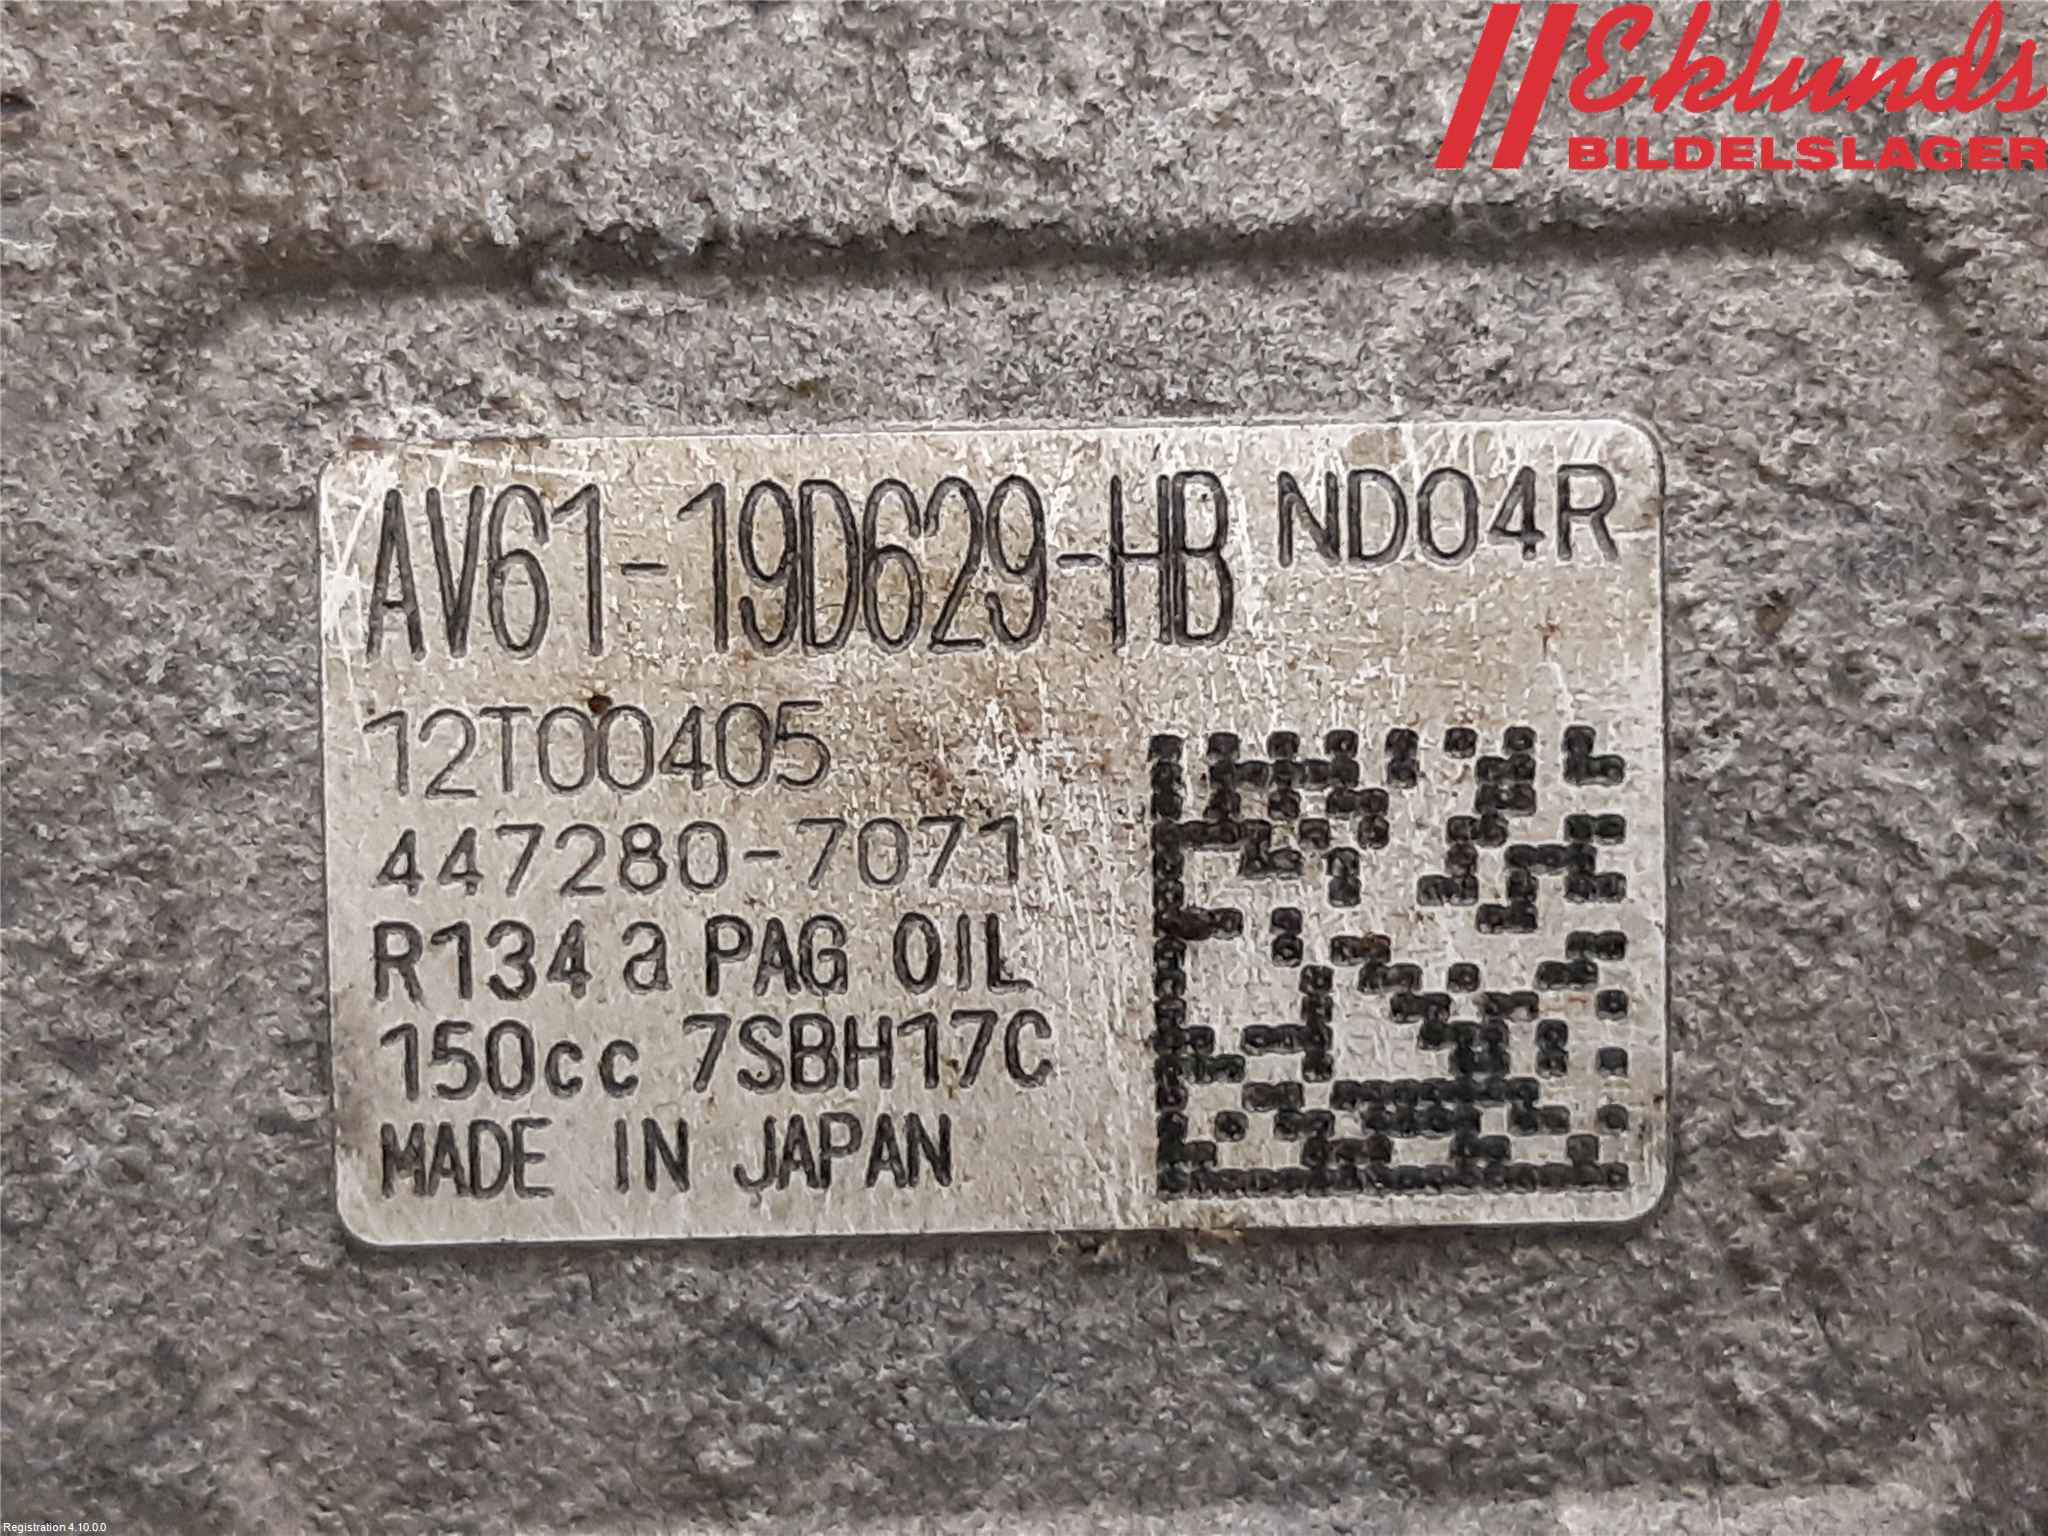 Eklunds
BILDELSLAGER
AV61-19D629-HB ND04R
12T00405
447280-7071
R134a PAG OIL
150cc 7SBH17C
MADE IN JAPAN
Registration 4.10.0.0